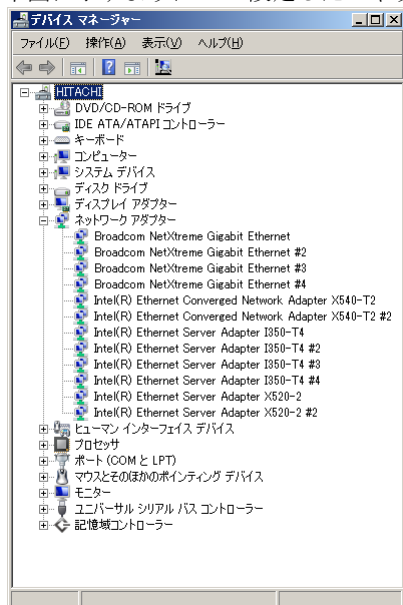 デバイス マネージャー
ファイル(F) 操作(A) 表示(V) ヘルプ(H)
HITACHI
DVD/CD-ROM ドライブ
IDE ATA/ATAPI コントローラー
キーボード
コンピューター
システム デバイス
ディスク ドライブ
ディスプレイ アダプター
ネットワーク アダプター
Broadcom NetXtreme Gigabit Ethernet
Broadcom NetXtreme Gigabit Ethernet #2
Broadcom NetXtreme Gigabit Ethernet #3
Broadcom NetXtreme Gigabit Ethernet #4
Intel(R) Ethernet Converged Network Adapter X540-T2
Intel(R) Ethernet Converged Network Adapter X540-T2 #2
Intel(R) Ethernet Server Adapter I350-T4
Intel(R) Ethernet Server Adapter I350-T4 #2
Intel(R) Ethernet Server Adapter I350-T4 #3
Intel(R) Ethernet Server Adapter I350-T4 #4
Intel(R) Ethernet Server Adapter X520-2
Intel(R) Ethernet Server Adapter X520-2 #2
ヒューマン インターフェイス デバイス
プロセッサ
ポート (COM と LPT)
マウスとそのほかのポインティング デバイス
モニター
ユニバーサル シリアル バス コントローラー
記憶域コントローラー